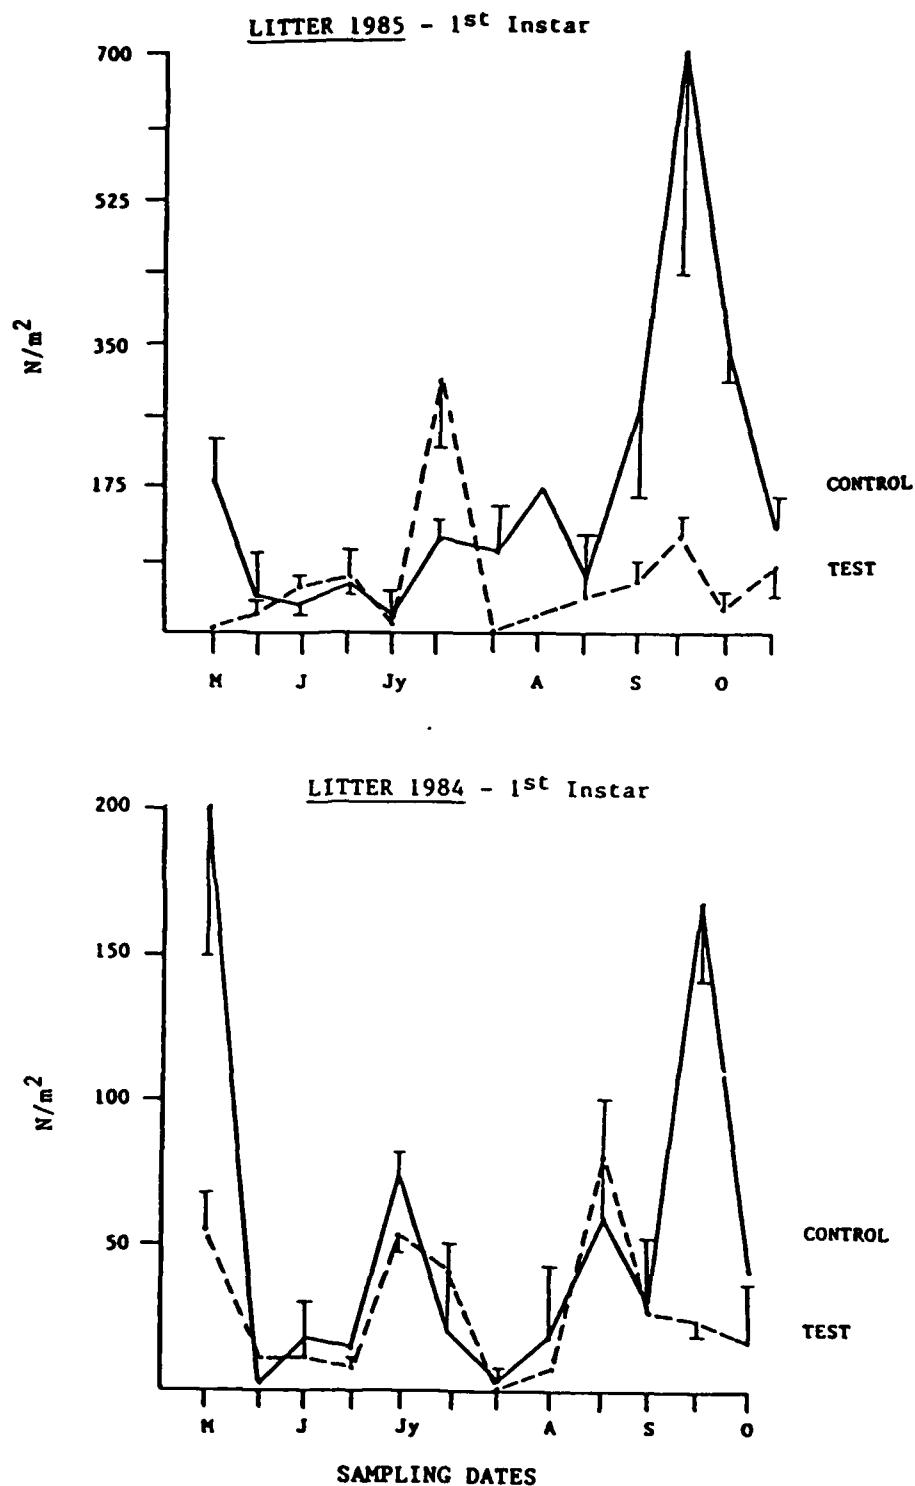 LITTER 1985 - 1st Instar
700
525
350
175
N/m2
CONTROL
TEST
M J Jy A S O
LITTER 1984 - 1st Instar
200
150
100
50
N/m2
CONTROL
TEST
M J Jy A S O
SAMPLING DATES